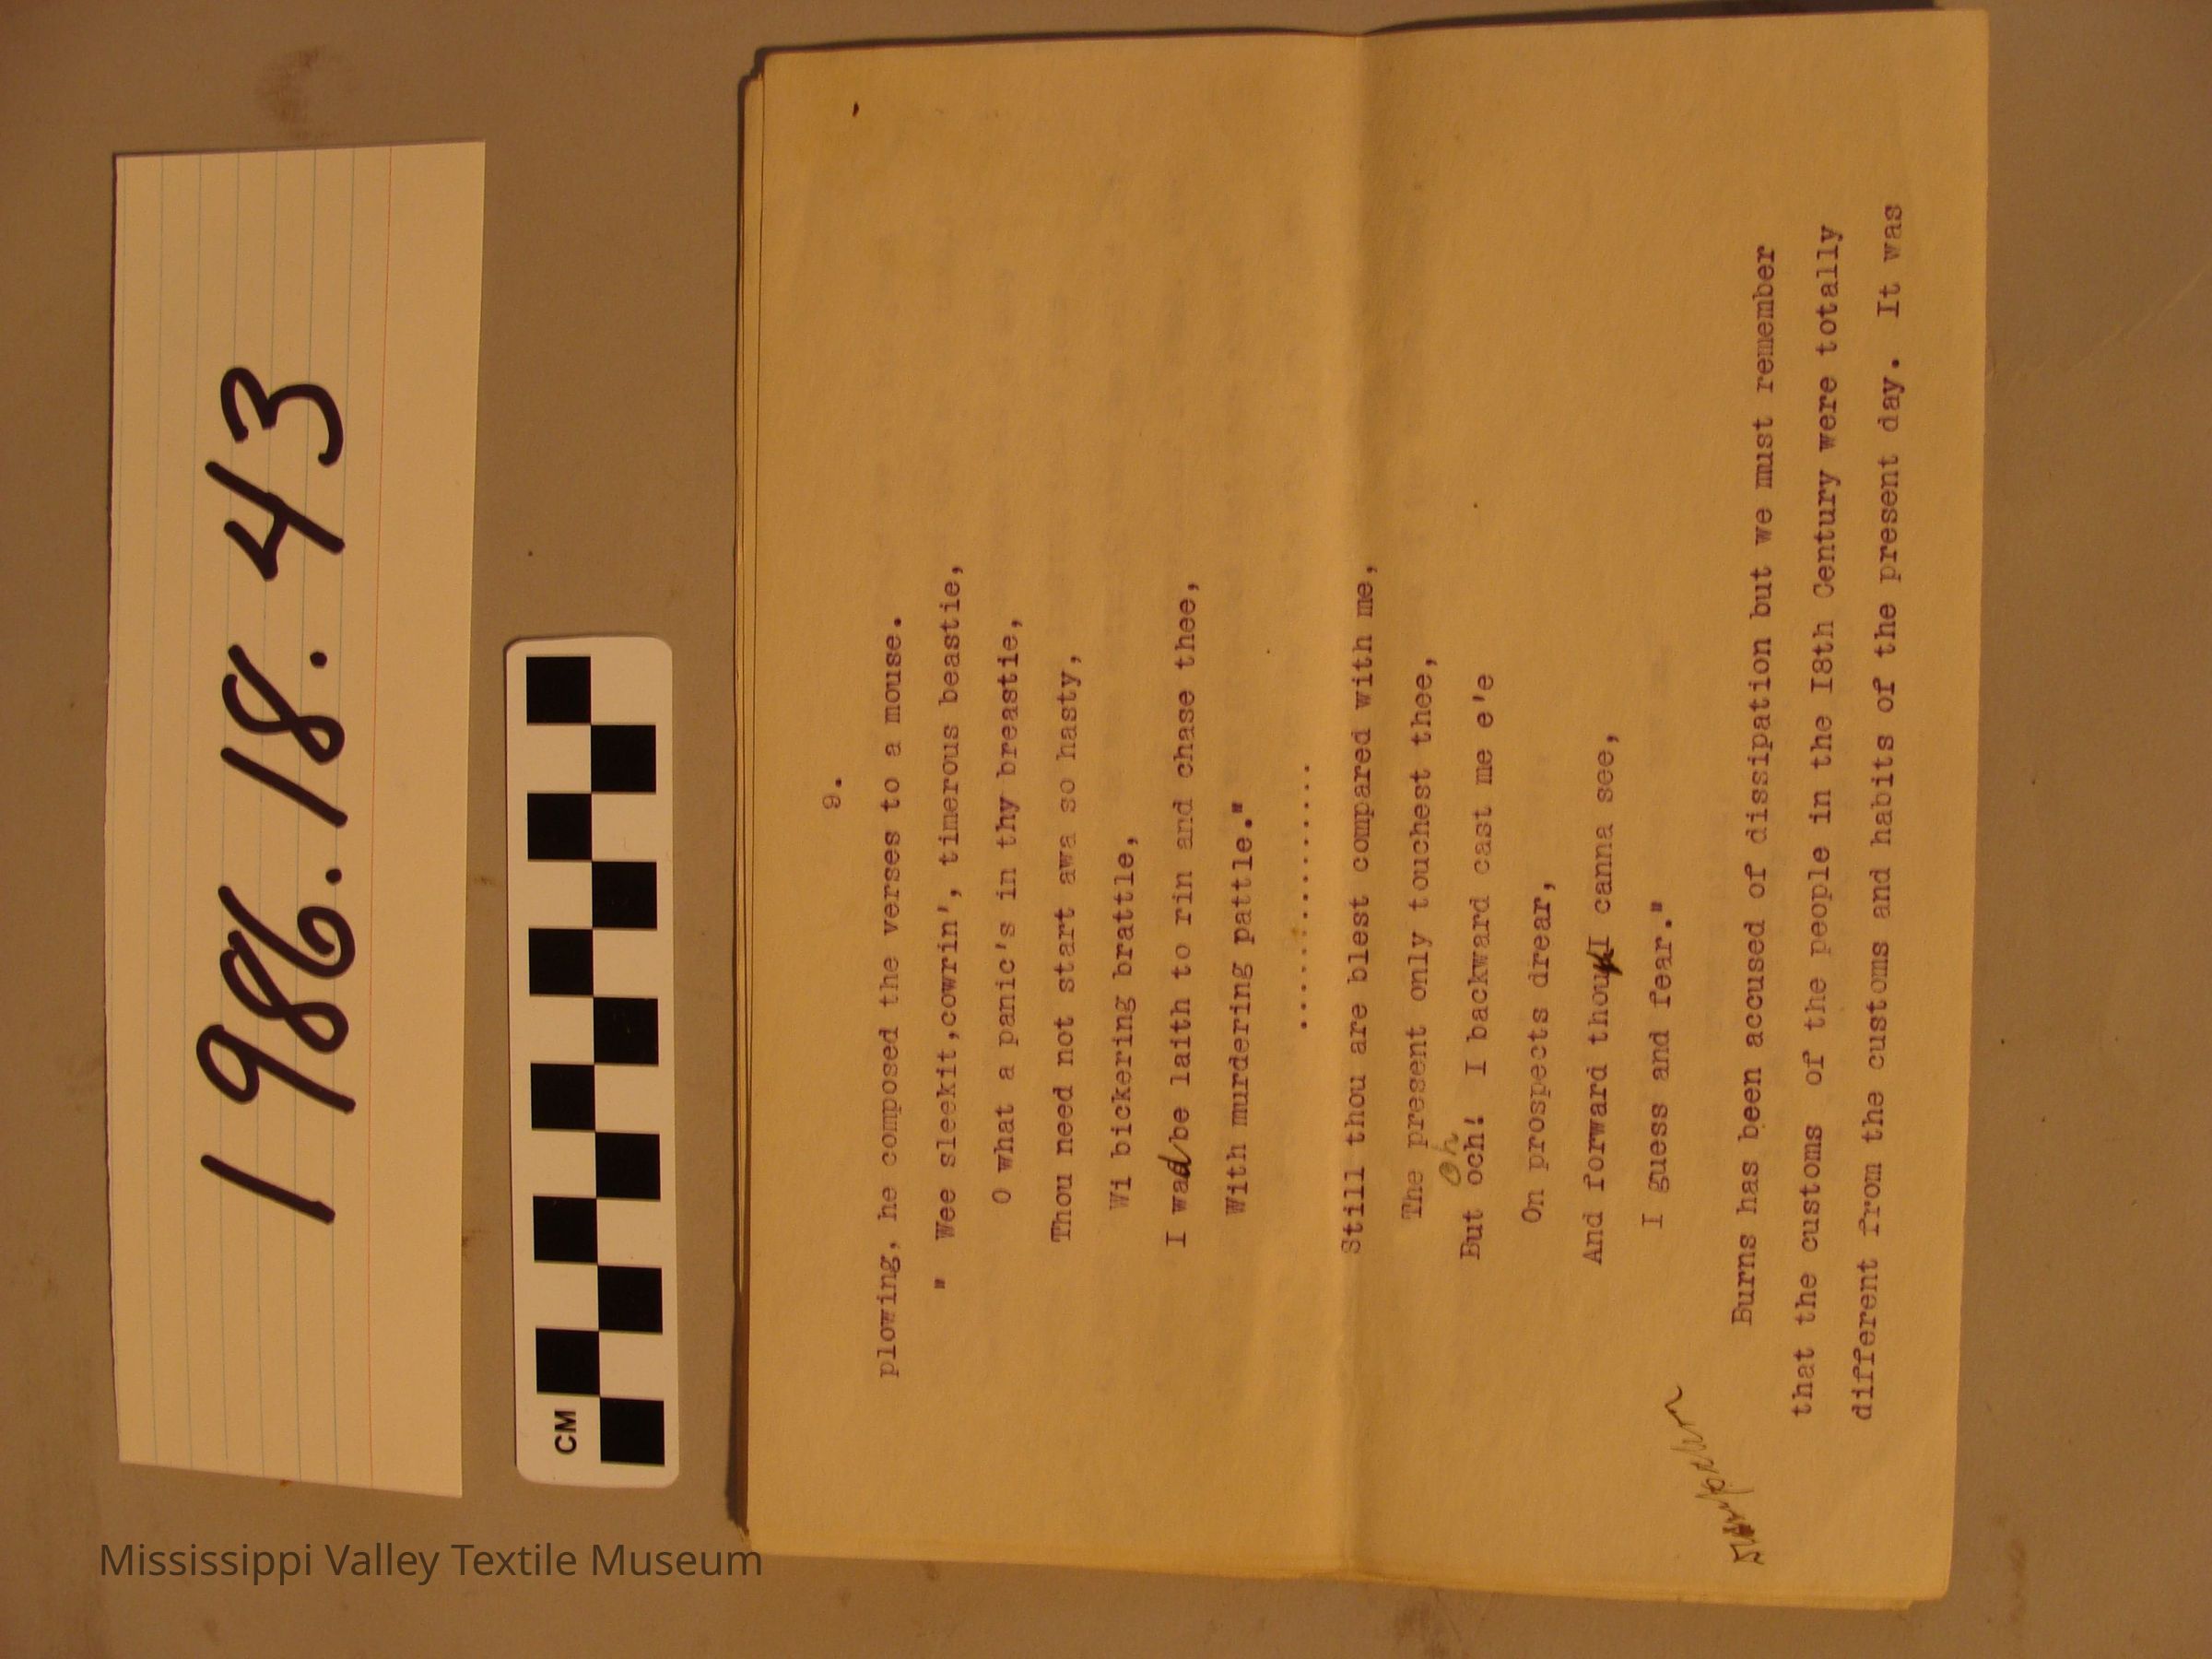 1986.18.43
CM
9.
plowing, he composed the verses to a mouse.
" Wee sleekit,cowrin', timerous beastie,
O what a panic's in thy breastie,
Thou need not start awa so hasty,
Wi bickering brattle,
I wad be laith to rin and chase thee,
With murdering pattle."
....................
Still thou are blest compared with me,
The present only touchest thee,
oh
But och! I backward cast me e'e
On prospects drear,
And forward thou I canna see,
I guess and fear."
Burns has been accused of dissipation but we must remember
that the customs of the people in the I8th Century were totally
different from the customs and habits of the present day. It was
Mississippi Valley Textile Museum